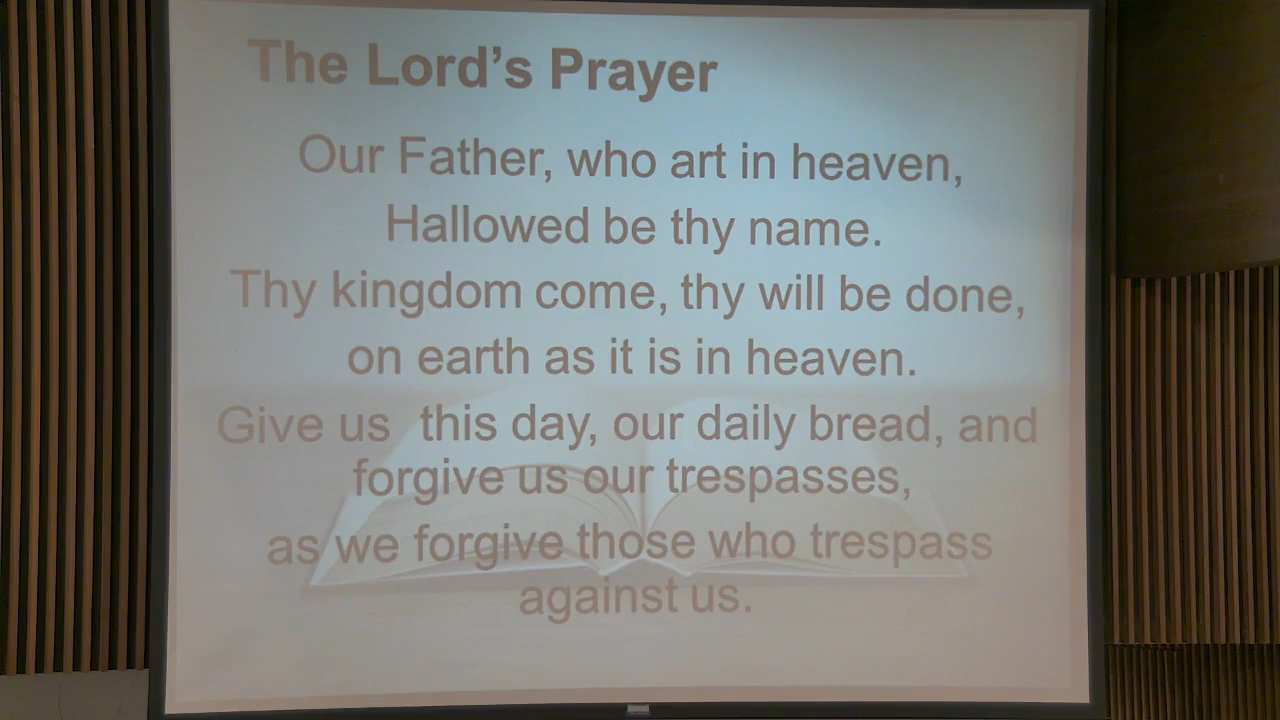 The Lord’s Prayer
Our Father, who art in heaven,
Hallowed be thy name.
Thy kingdom come, thy will be done,
on earth as it is in heaven.
Give us  this day, our daily bread, and
forgive us our trespasses,
as we forgive those who trespass
against us.